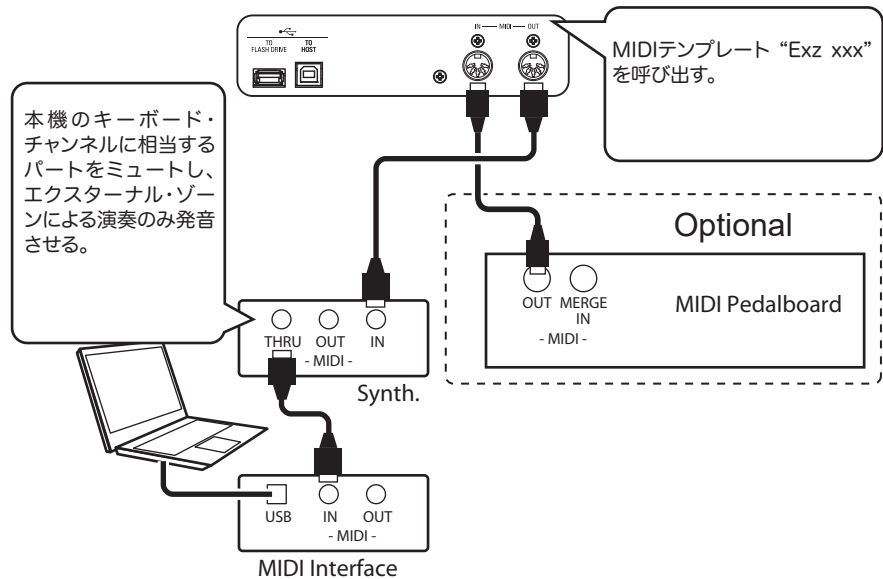 IN MIDI OUT
TO
FLASH DRIVE
TO
HOST
MIDIテンプレート “Exz xxx”
を呼び出す。
本機のキーボード・
チャンネルに相当する
パートをミュートし、
エクスターナル・ゾー
ンによる演奏のみ発音
させる。
Optional
OUT MERGE
IN
- MIDI -
MIDI Pedalboard
THRU OUT IN
- MIDI -
Synth.
USB IN OUT
- MIDI -
MIDI Interface